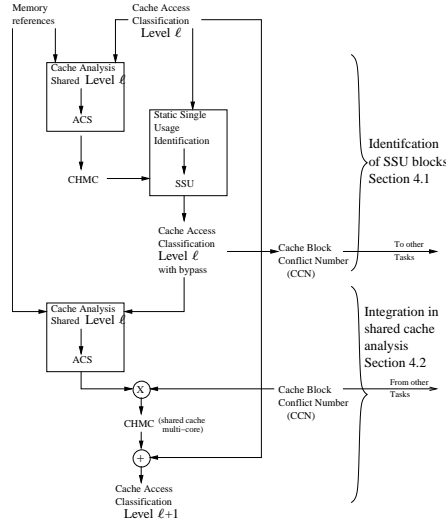 Memory
references
Cache Access
Classification
Level ℓ
Cache Analysis
Shared Level ℓ
ACS
CHMC
Static Single
Usage
Identification
SSU
Cache Access
Classification
Level ℓ
with bypass
Cache Block
Conflict Number
(CCN)
To other
Tasks
Identifcation
of SSU blocks
Section 4.1
Cache Analysis
Shared Level ℓ
ACS
X
Cache Block
Conflict Number
(CCN)
From other
Tasks
Integration in
shared cache
analysis
Section 4.2
CHMC (shared cache
multi-core)
+
Cache Access
Classification
Level ℓ+1